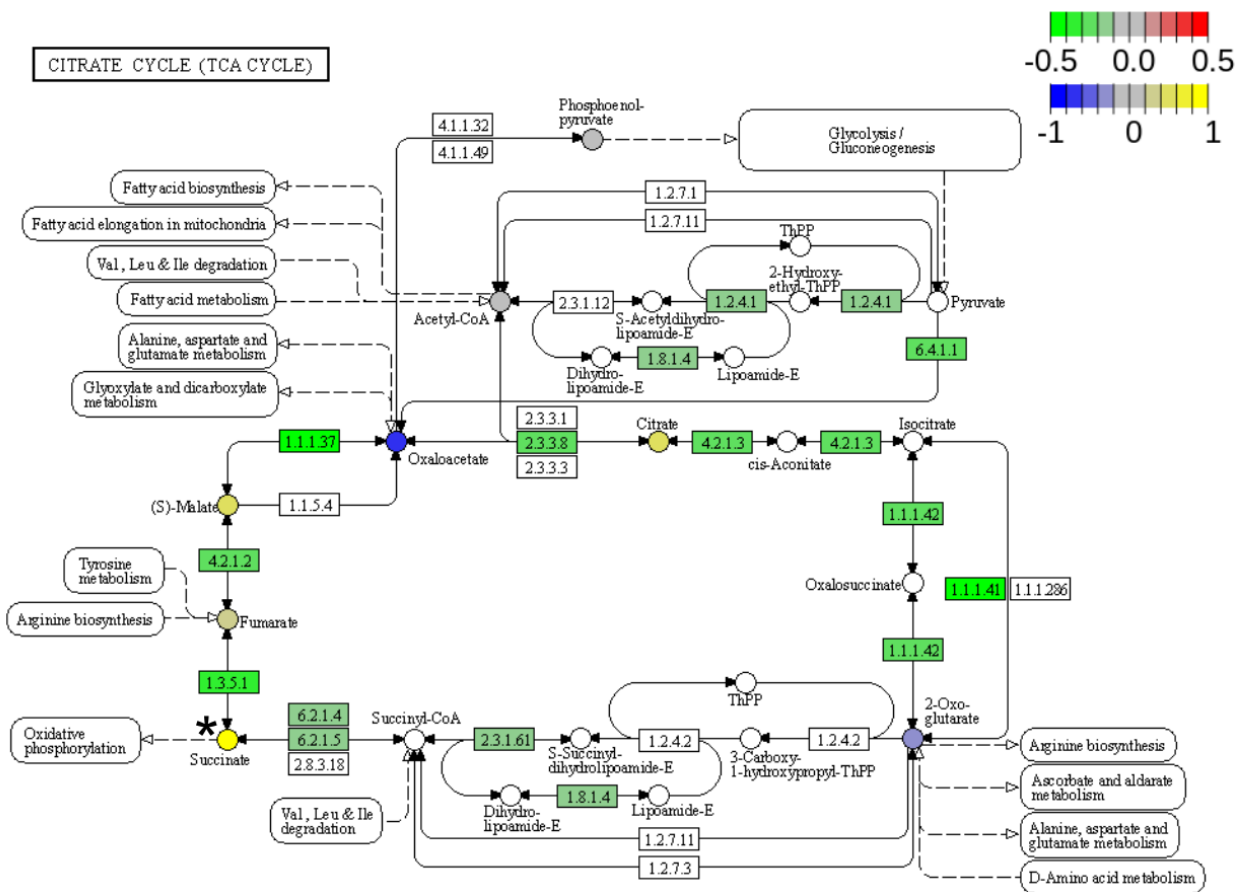 CITRATE CYCLE (TCA CYCLE)
-0.5 0.0 0.5
-1 0 1
Phosphoenol-
pyruvate
4.1.1.32
4.1.1.49
Glycolysis /
Gluconeogenesis
Fatty acid biosynthesis
Fatty acid elongation in mitochondria
Val, Leu & Ile degradation
Fatty acid metabolism
Alanine, aspartate and
glutamate metabolism
Glyoxylate and dicarboxylate
metabolism
1.2.7.1
1.2.7.11
ThPP
2-Hydroxy-
ethyl-ThPP
Acetyl-CoA
2.3.1.12
1.2.4.1
1.2.4.1
Pyruvate
S-Acetyldihydro-
lipoamide-E
1.8.1.4
Dihydro-
lipoamide-E
Lipoamide-E
6.4.1.1
1.1.1.37
Oxaloacetate
2.3.3.1
2.3.3.8
2.3.3.3
Citrate
4.2.1.3
cis-Aconitate
4.2.1.3
Isocitrate
(S)-Malate
1.1.5.4
1.1.1.42
4.2.1.2
Tyrosine
metabolism
Oxalosuccinate
1.1.1.41
1.1.1.286
Arginine biosynthesis
Fumarate
1.1.1.42
1.3.5.1
ThPP
2-Oxo-
glutarate
Oxidative
phosphorylation
*
Succinate
6.2.1.4
6.2.1.5
2.8.3.18
Succinyl-CoA
2.3.1.61
S-Succinyl-
dihydrolipoamide-E
1.2.4.2
3-Carboxy-
1-hydroxypropyl-ThPP
1.2.4.2
Arginine biosynthesis
Ascorbate and aldarate
metabolism
Val, Leu & Ile
degradation
Dihydro-
lipoamide-E
1.8.1.4
Lipoamide-E
Alanine, aspartate and
glutamate metabolism
1.2.7.11
1.2.7.3
D-Amino acid metabolism